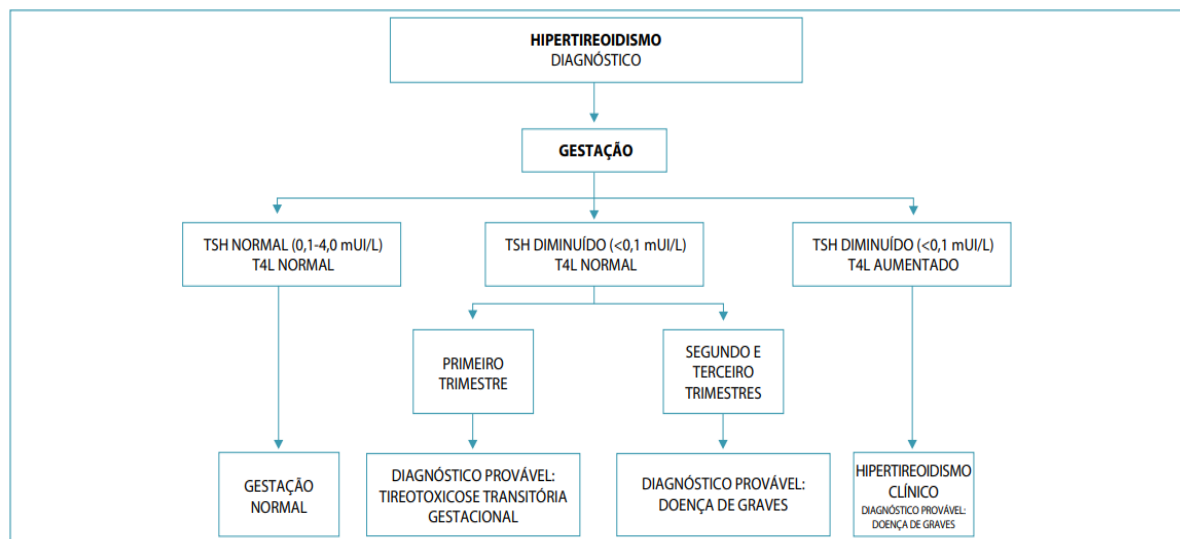 HIPERTIREOIDISMO
DIAGNÓSTICO
GESTAÇÃO
TSH NORMAL (0,1-4,0 mUI/L)
T4L NORMAL
TSH DIMINUÍDO (<0,1 mUI/L)
T4L NORMAL
TSH DIMINUÍDO (<0,1 mUI/L)
T4L AUMENTADO
PRIMEIRO
TRIMESTRE
SEGUNDO E
TERCEIRO
TRIMESTRES
GESTAÇÃO
NORMAL
DIAGNÓSTICO PROVÁVEL:
TIREOTOXICOSE TRANSITÓRIA
GESTACIONAL
DIAGNÓSTICO PROVÁVEL:
DOENÇA DE GRAVES
HIPERTIREOIDISMO
CLÍNICO
DIAGNÓSTICO PROVÁVEL:
DOENÇA DE GRAVES